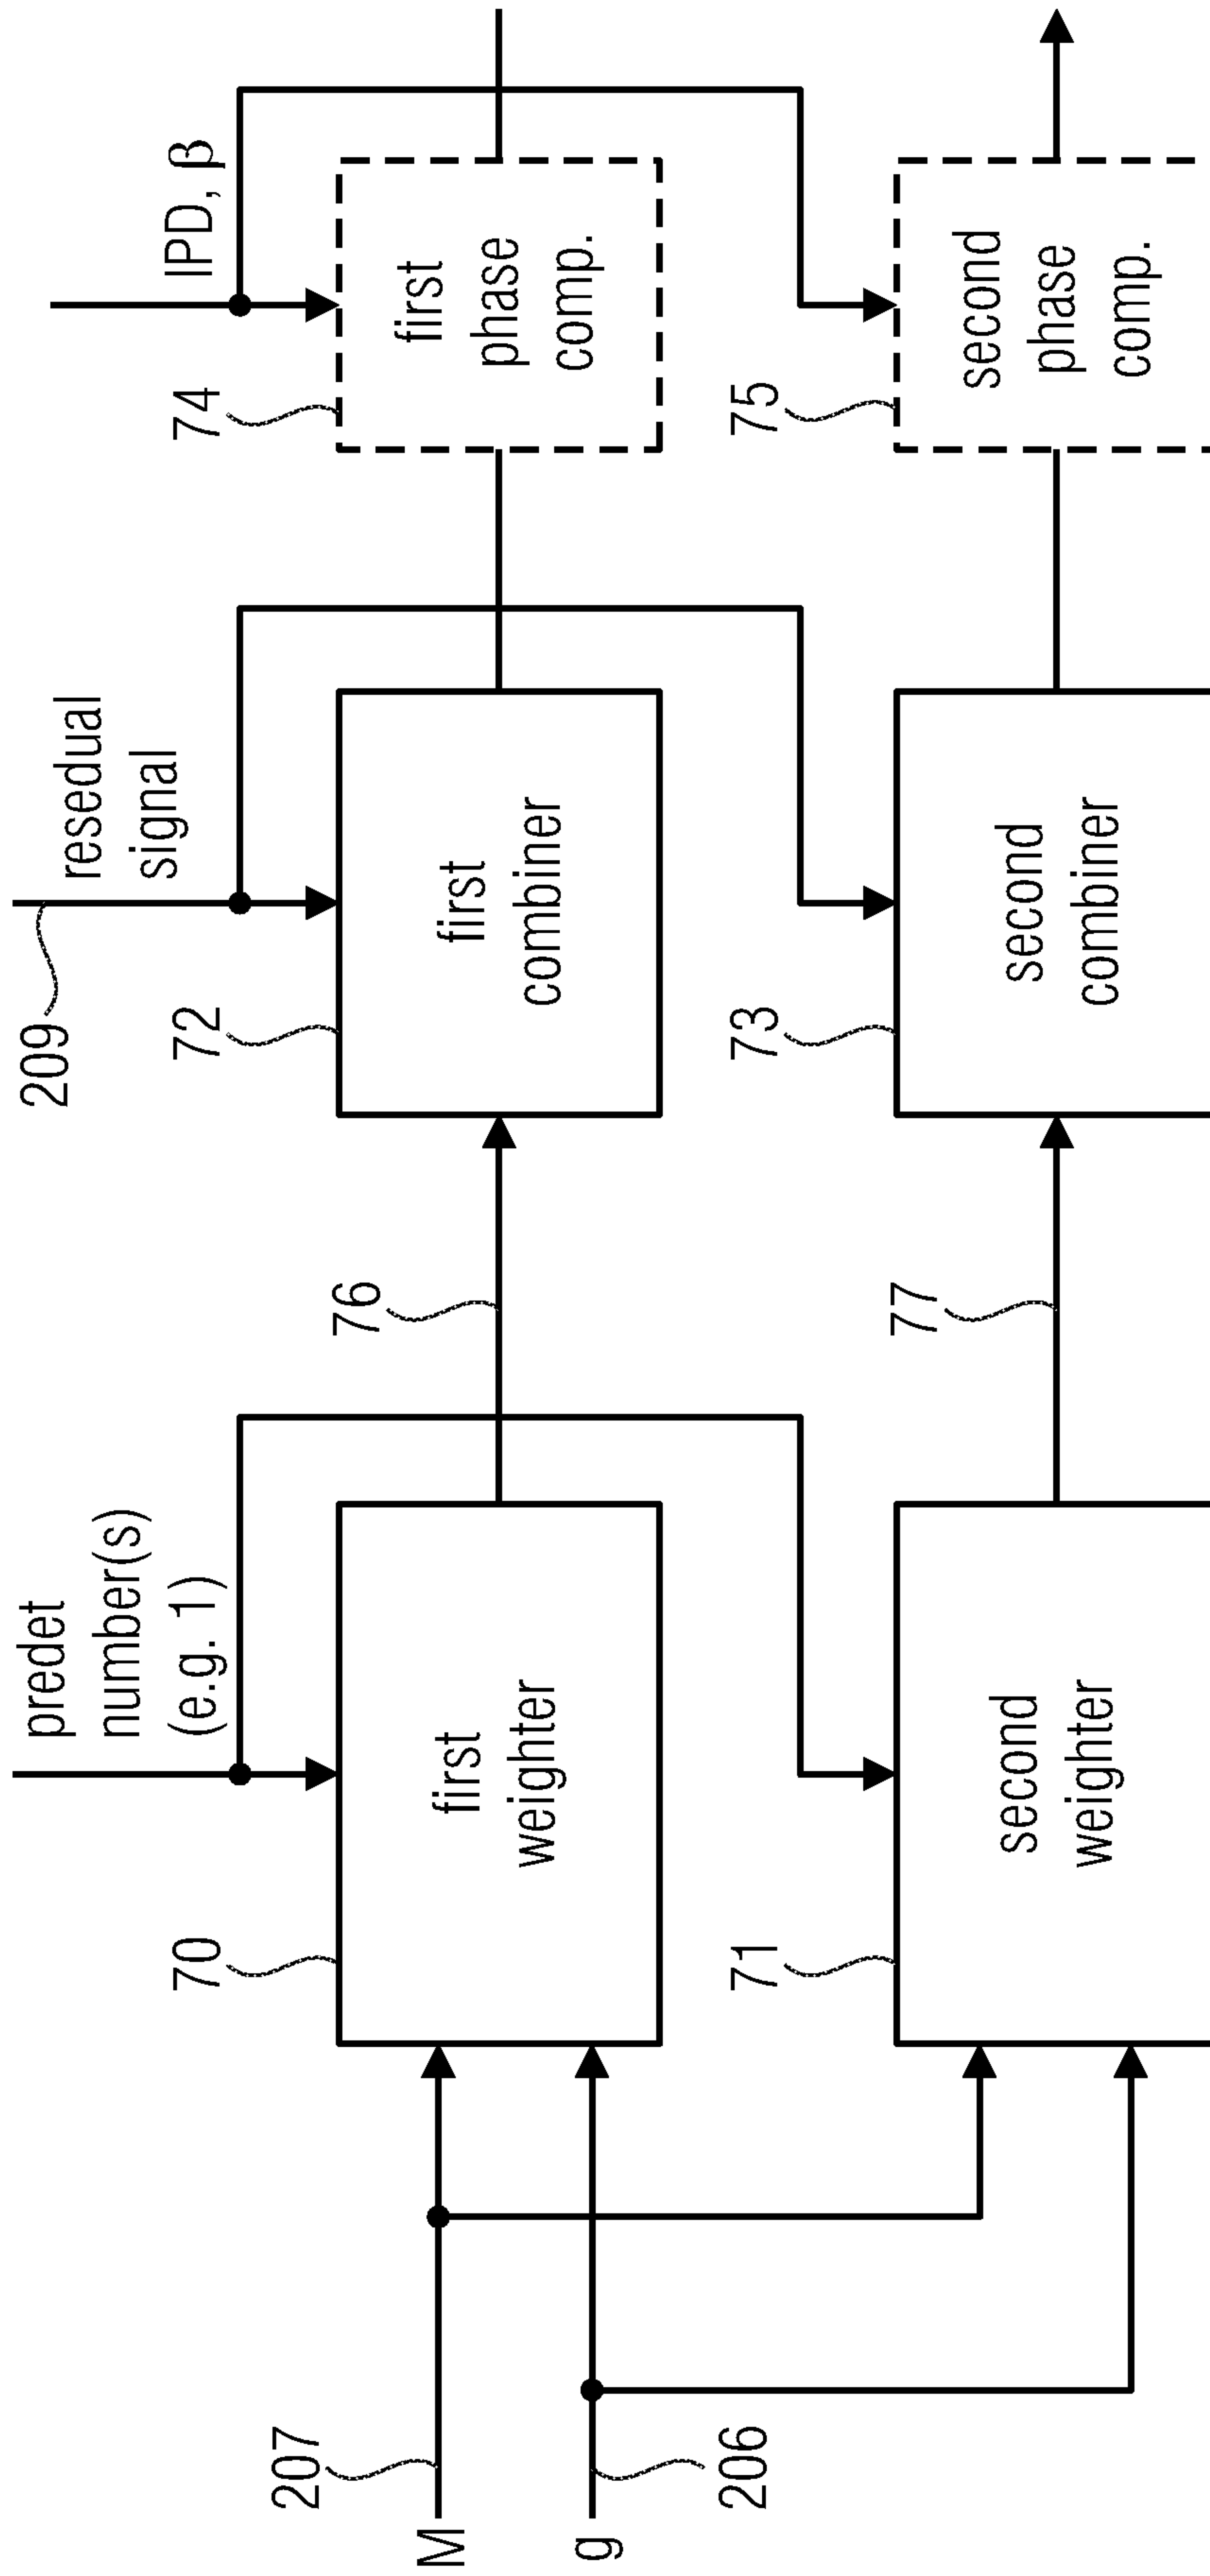 predet
number(s)
(e.g. 1)
209
resedual
signal
IPD, β
207
M
g
206
70
first
weighter
76
72
first
combiner
74
first
phase
comp.
71
second
weighter
77
73
second
combiner
75
second
phase
comp.